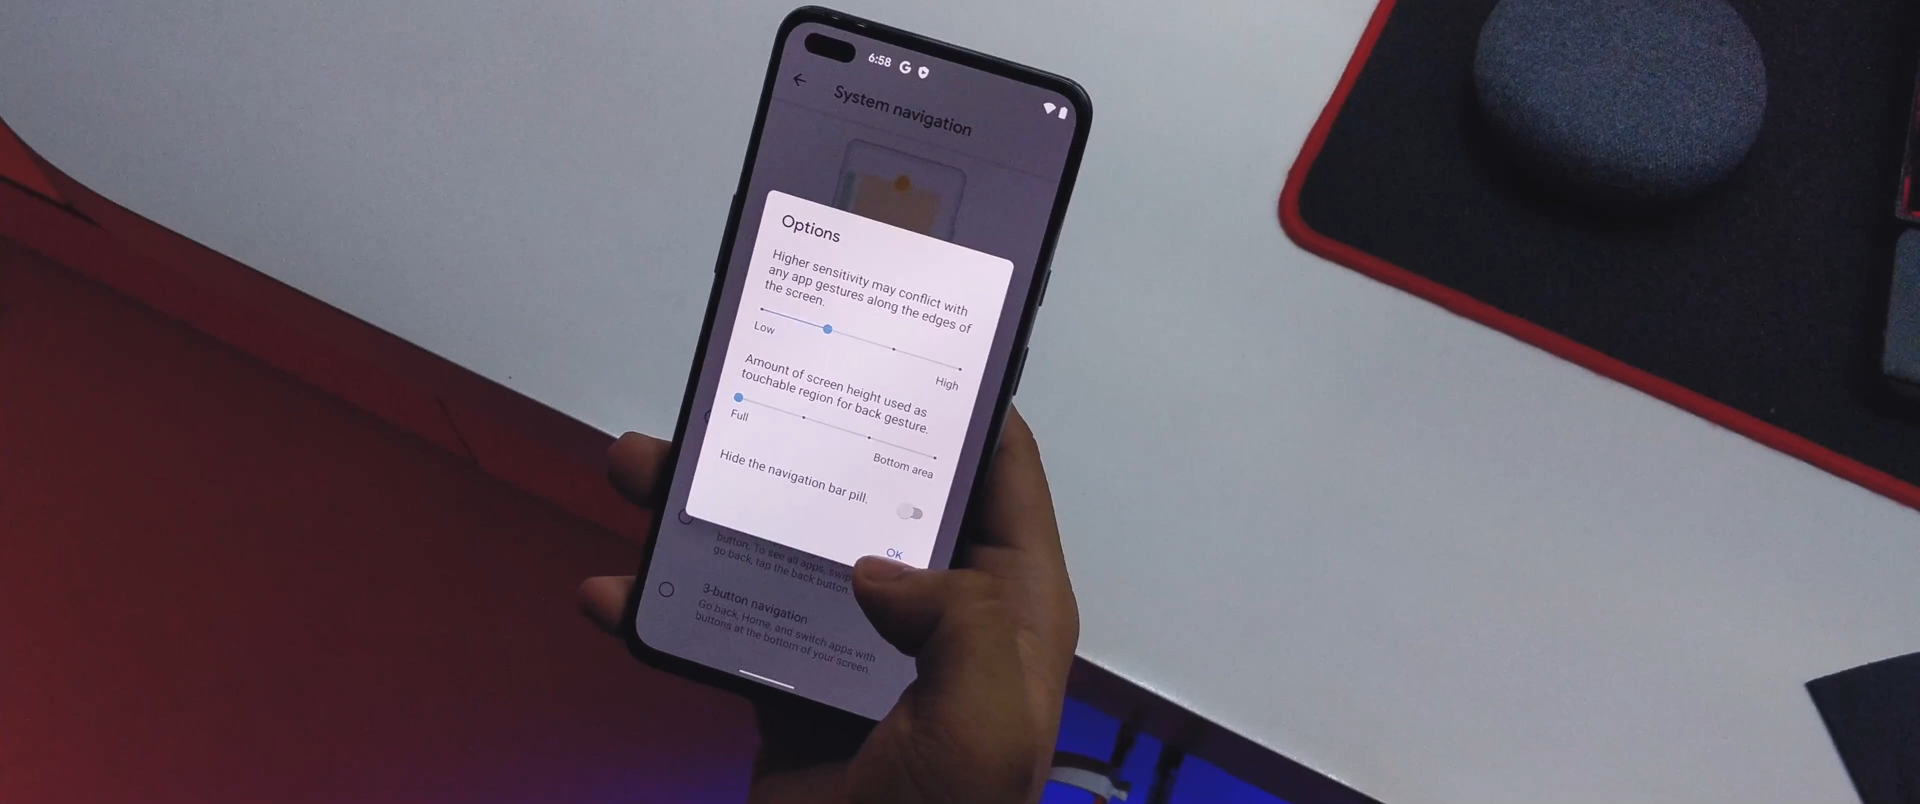 6:58 G
System navigation
Options
Higher sensitivity may conflict with
any app gestures along the edges of
the screen.
Low
High
Amount of screen height used as
touchable region for back gesture.
Full
Bottom area
Hide the navigation bar pill.
OK
button. To see all apps, swip
go back, tap the back button.
3-button navigation
Go back, Home, and switch apps with
buttons at the bottom of your screen.